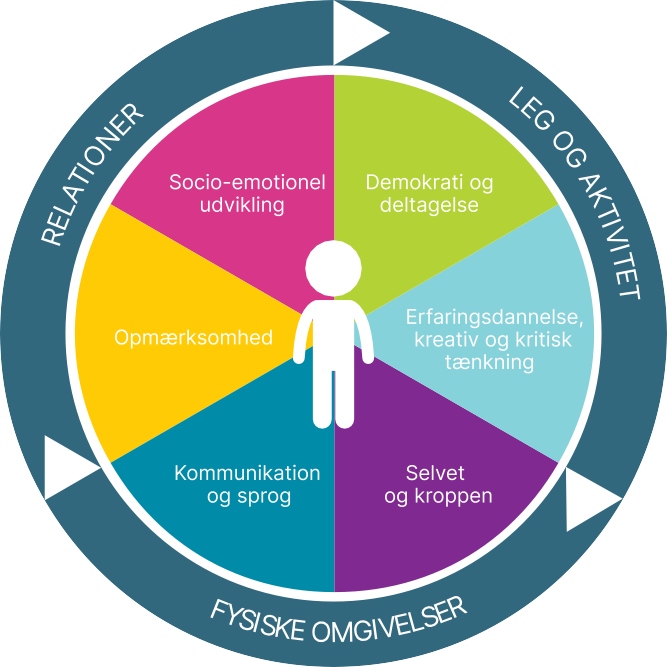 RELATIONER
LEG OG AKTIVITET
Socio-emotionel
udvikling
Demokrati og
deltagelse
Opmærksomhed
Erfaringsdannelse,
kreativ og kritisk
tænkning
Kommunikation
og sprog
Selvet
og kroppen
FYSISKE OMGIVELSER